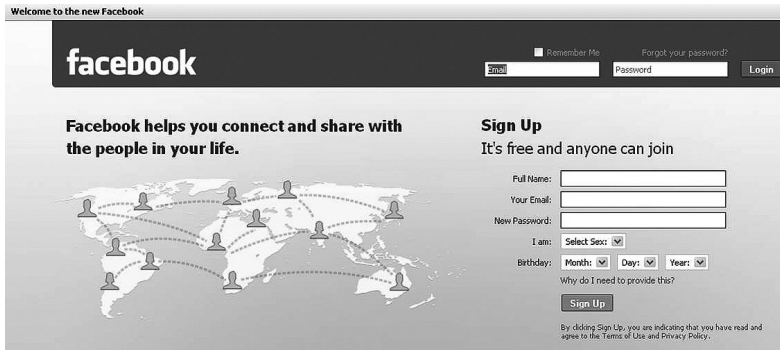 Welcome to the new Facebook
facebook
Remember Me
Forgot your password?
Email
Password
Login
Facebook helps you connect and share with
the people in your life.
Sign Up
It's free and anyone can join
Full Name:
Your Email:
New Password:
I am: Select Sex:
Birthday: Month: Day: Year:
Why do I need to provide this?
Sign Up
By clicking Sign Up, you are indicating that you have read and
agree to the Terms of Use and Privacy Policy.